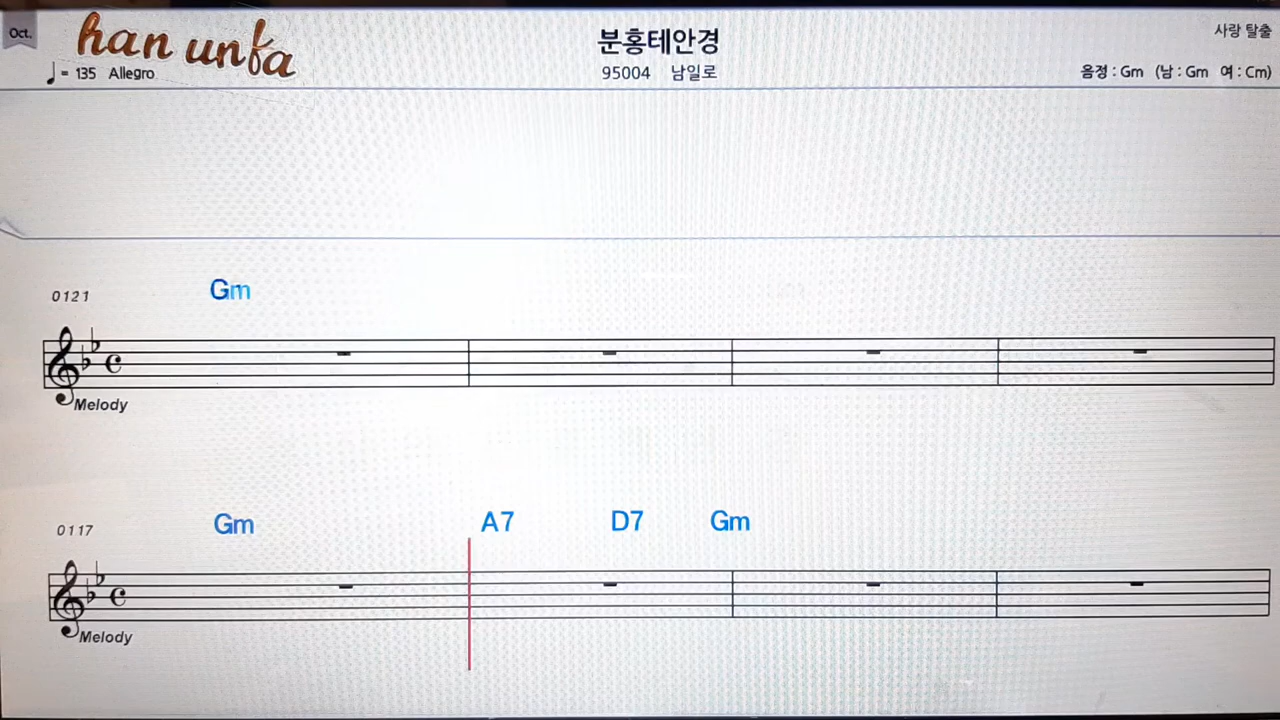 Oct.
han unfa
♩= 135 Allegro
분홍테안경
95004 남일로
사랑 탈출
음정 : Gm (남 : Gm 여 : Cm)
0121
Gm
Melody
0117
Gm A7 D7 Gm
Melody